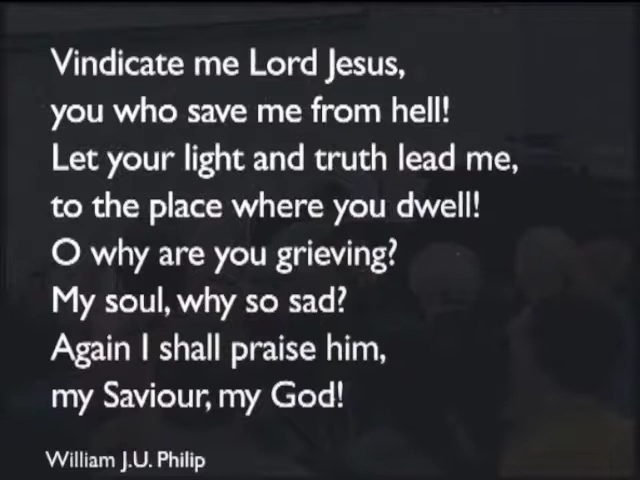 Vindicate me Lord Jesus,
you who save me from hell!
Let your light and truth lead me,
to the place where you dwell!
O why are you grieving?
My soul, why so sad?
Again I shall praise him,
my Saviour, my God!
William J.U. Philip